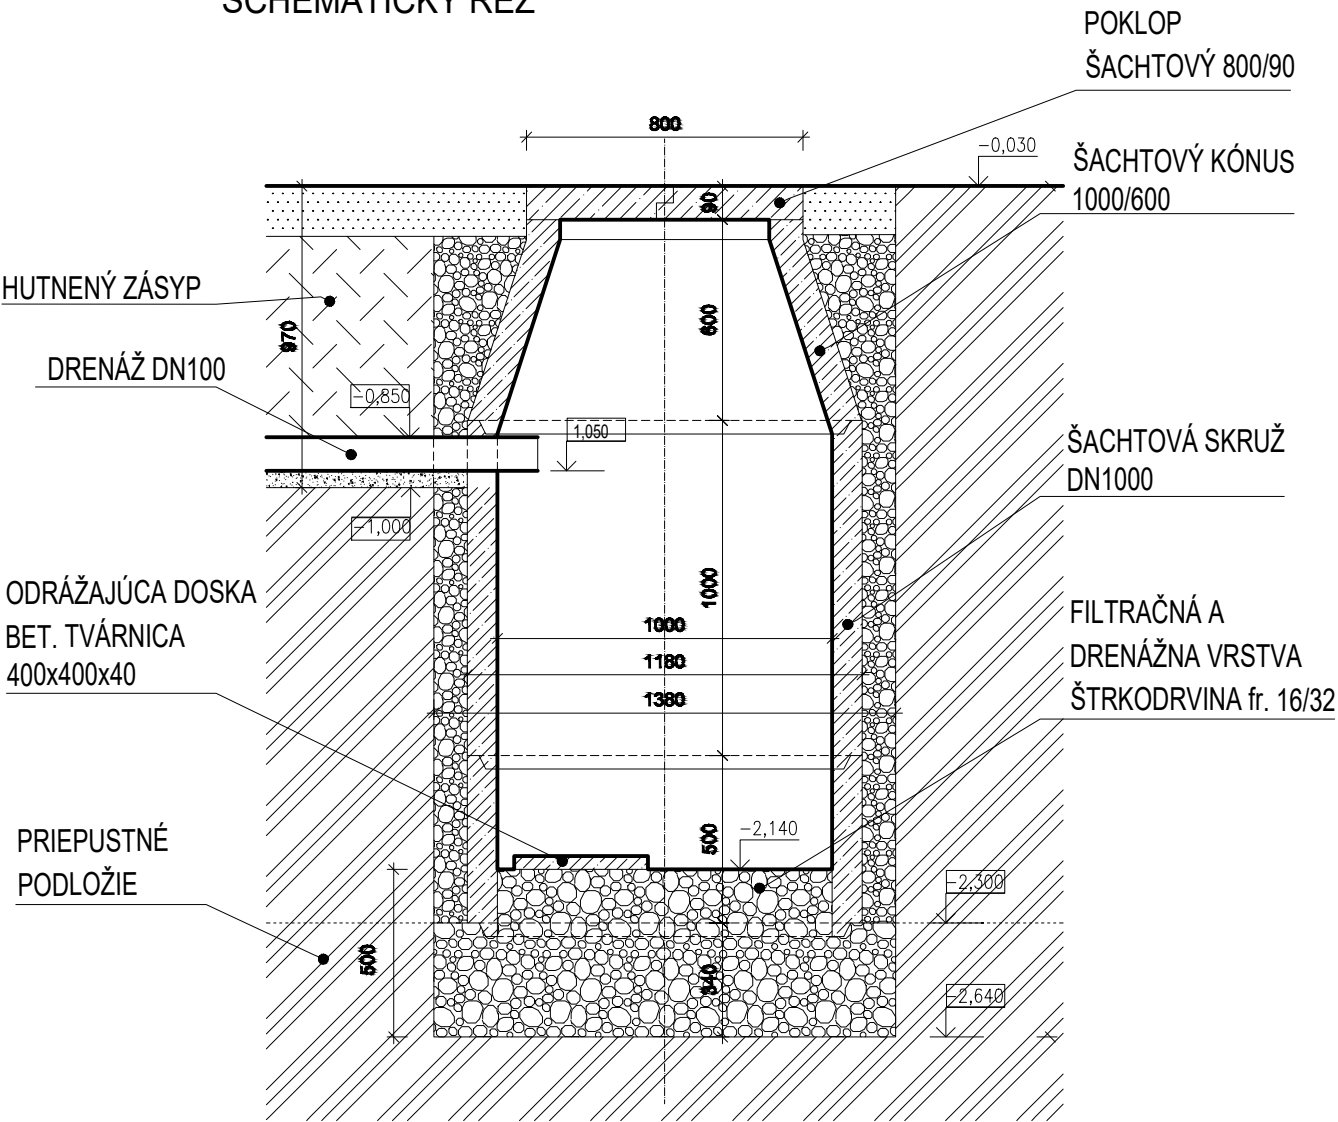 SCHEMATICKÝ REZ
POKLOP
ŠACHTOVÝ 800/90
800
-0,030
ŠACHTOVÝ KÓNUS
1000/600
90
HUTNENÝ ZÁSYP
970
600
DRENÁŽ DN100
-0,850
1,050
ŠACHTOVÁ SKRUŽ
DN1000
-1,000
ODRÁŽAJÚCA DOSKA
BET. TVÁRNICA
400x400x40
1000
1000
1180
1380
FILTRAČNÁ A
DRENÁŽNA VRSTVA
ŠTRKODRVINA fr. 16/32
PRIEPUSTNÉ
PODLOŽIE
500
-2,140
-2,300
500
340
-2,640